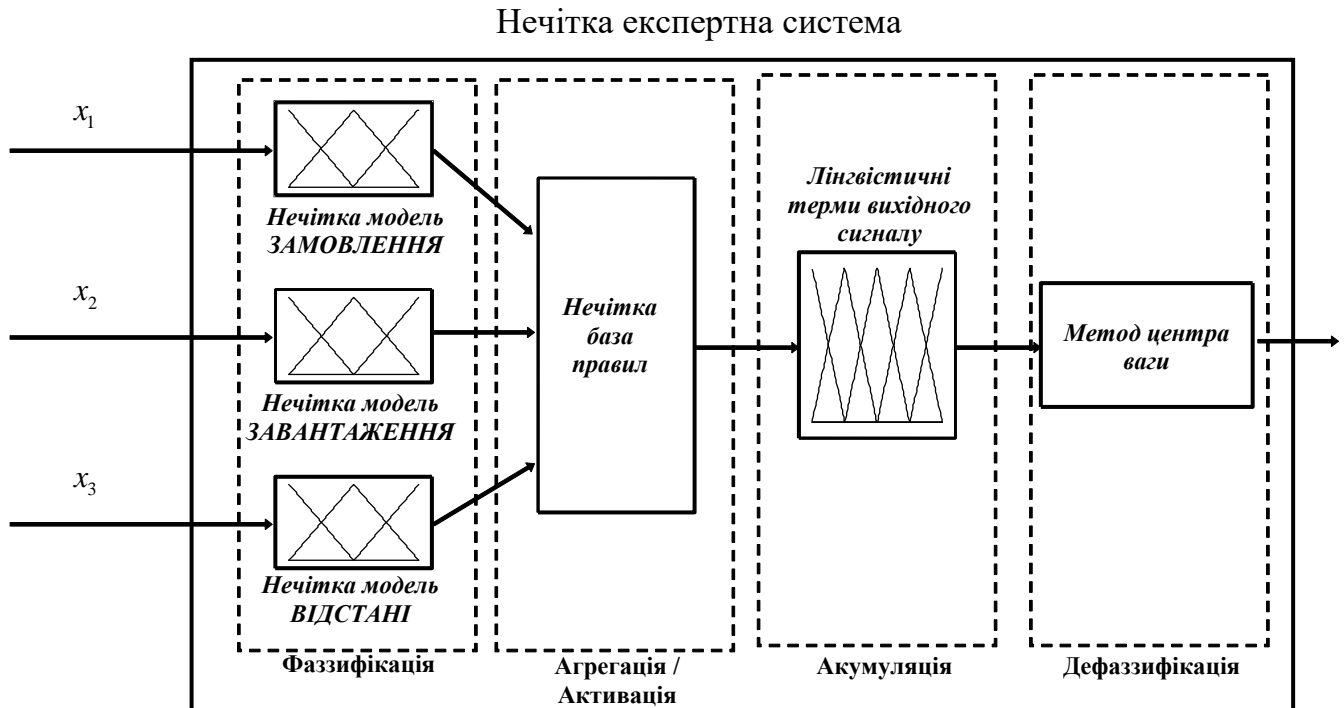 Нечітка експертна система
x₁
Нечітка модель
ЗАМОВЛЕННЯ
x₂
Нечітка модель
ЗАВАНТАЖЕННЯ
x₃
Нечітка модель
ВІДСТАНІ
Фаззифікація
Нечітка
база
правил
Агрегація /
Активація
Лінгвістичні
терми вихідного
сигналу
Акумуляція
Метод центра
ваги
Дефаззифікація